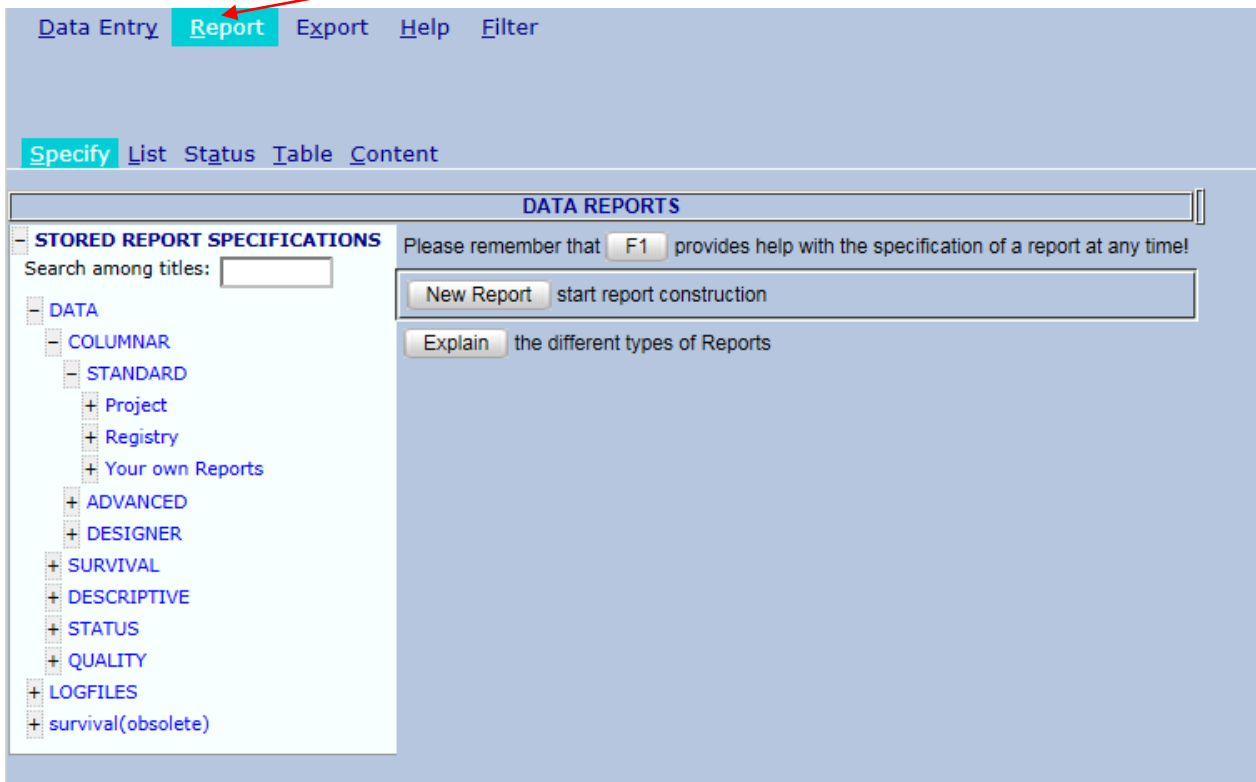 Data Entry Report Export Help Filter
Specify List Status Table Content
DATA REPORTS
- STORED REPORT SPECIFICATIONS
Search among titles:
- DATA
- COLUMNAR
- STANDARD
+ Project
+ Registry
+ Your own Reports
+ ADVANCED
+ DESIGNER
+ SURVIVAL
+ DESCRIPTIVE
+ STATUS
+ QUALITY
+ LOGFILES
+ survival(obsolete)
Please remember that F1 provides help with the specification of a report at any time!
New Report start report construction
Explain the different types of Reports